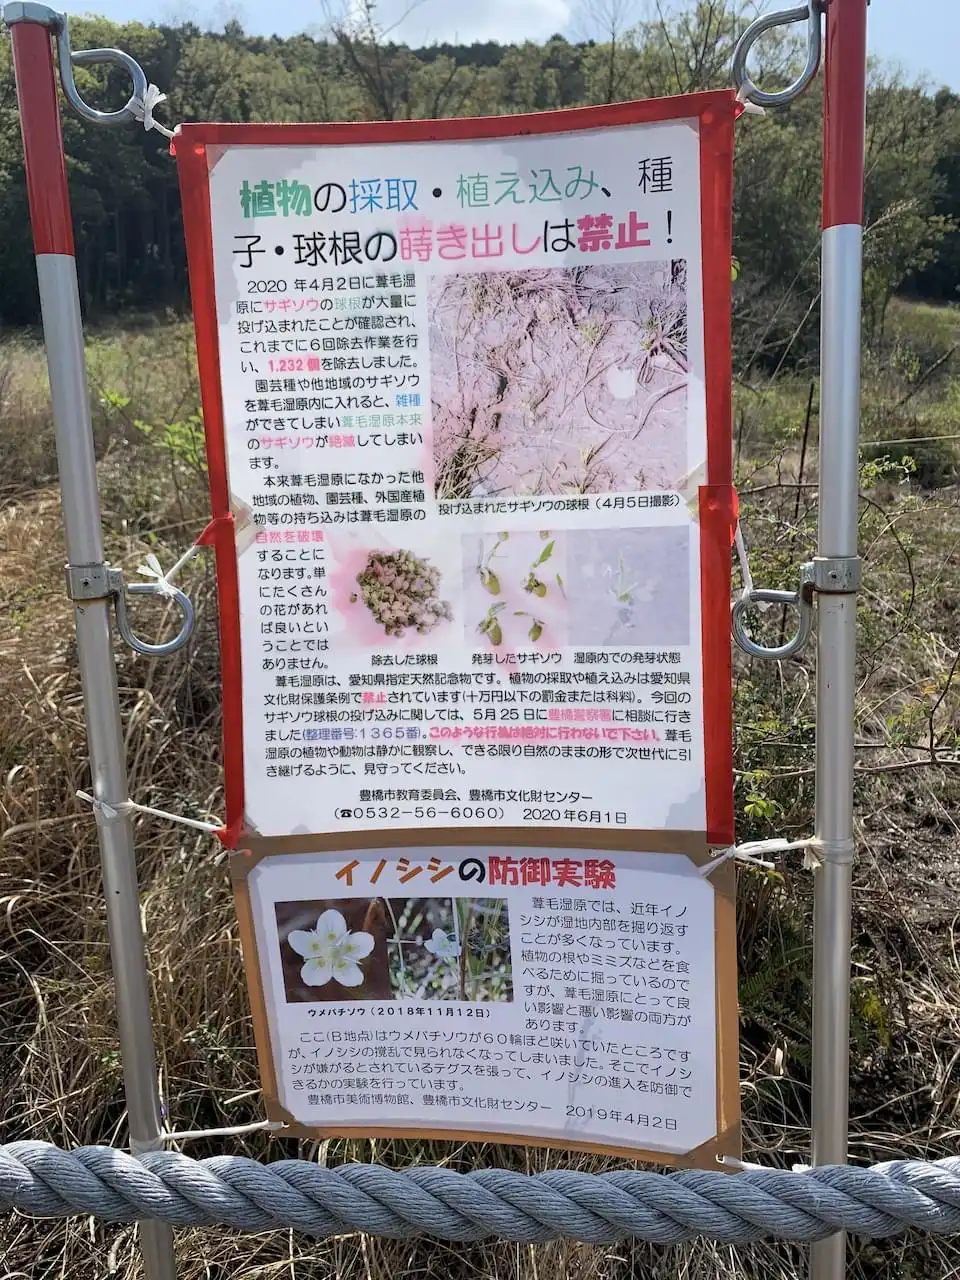 植物の採取・植え込み、種
子・球根の蒔き出しは禁止！
2020 年4月2日に葦毛湿
原にサギソウの球根が大量に
投げ込まれたことが確認され、
これまでに6回除去作業を行
い、1,232 個を除去しました。
園芸種や他地域のサギソウ
を葦毛湿原内に入れると、雑種
ができてしまい葦毛湿原本来
のサギソウが絶滅してしまい
ます。
本来葦毛湿原になかった他
地域の植物、園芸種、外国産植
物等の持ち込みは葦毛湿原の
自然を破壊
することに
なります。単
にたくさん
の花があれ
ば良いとい
うことでは
ありません。
投げ込まれたサギソウの球根（4月5日撮影）
除去した球根 発芽したサギソウ 湿原内での発芽状態
葦毛湿原は、愛知県指定天然記念物です。植物の採取や植え込みは愛知県
文化財保護条例で禁止されています(十万円以下の罰金または科料)。今回の
サギソウ球根の投げ込みに関しては、5月25日に豊橋警察署に相談に行き
ました(整理番号:1365番)。このような行為は絶対に行わないで下さい。葦毛
湿原の植物や動物は静かに観察し、できる限り自然のままの形で次世代に引
き継げるように、見守ってください。
豊橋市教育委員会、豊橋市文化財センター
(☎0532-56-6060) 2020年6月1日
イノシシの防御実験
葦毛湿原では、近年イノ
シシが湿地内部を掘り返す
ことが多くなっています。
植物の根やミミズなどを食
べるために掘っているので
すが、葦毛湿原にとって良
い影響と悪い影響の両方が
あります。
ウメバチソウ（2018年11月12日）
ここ(B地点)はウメバチソウが60輪ほど咲いていたところです
が、イノシシの撹乱で見られなくなってしまいました。そこでイノシ
シが嫌がるとされているテグスを張って、イノシシの進入を防御で
きるかの実験を行っています。
豊橋市美術博物館、豊橋市文化財センター 2019年4月2日